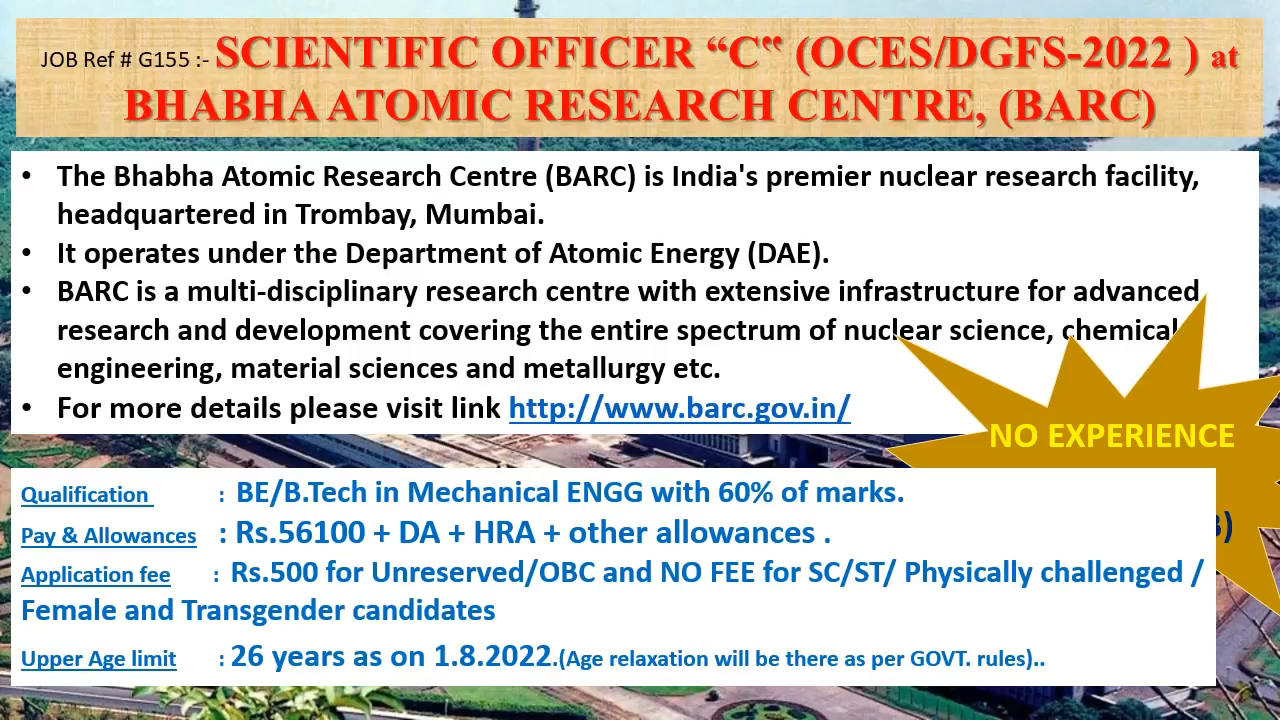 JOB Ref # G155 :- SCIENTIFIC OFFICER “C‟ (OCES/DGFS-2022 ) at
BHABHA ATOMIC RESEARCH CENTRE, (BARC)
• The Bhabha Atomic Research Centre (BARC) is India's premier nuclear research facility,
headquartered in Trombay, Mumbai.
• It operates under the Department of Atomic Energy (DAE).
• BARC is a multi-disciplinary research centre with extensive infrastructure for advanced
research and development covering the entire spectrum of nuclear science, chemical
engineering, material sciences and metallurgy etc.
• For more details please visit link http://www.barc.gov.in/
NO EXPERIENCE
Qualification : BE/B.Tech in Mechanical ENGG with 60% of marks.
Pay & Allowances : Rs.56100 + DA + HRA + other allowances .
Application fee : Rs.500 for Unreserved/OBC and NO FEE for SC/ST/ Physically challenged /
Female and Transgender candidates
Upper Age limit : 26 years as on 1.8.2022.(Age relaxation will be there as per GOVT. rules)..